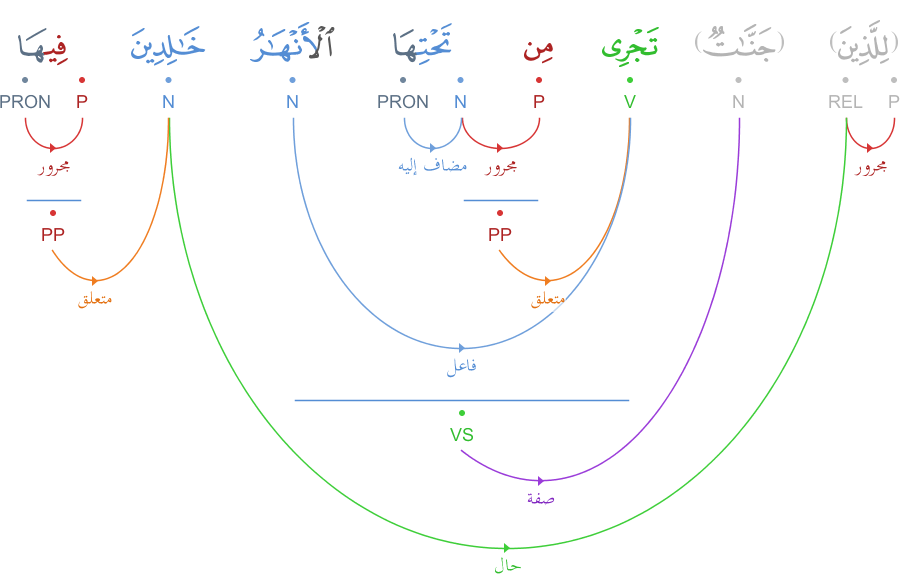 (لِلَّذِينَ) (جَنَّـٰتٌ) تَجْرِى مِن تَحْتِهَا ٱلْأَنْهَـٰرُ خَـٰلِدِينَ فِيهَا
PRON P N N PRON N P V N REL P
مجرور مضاف إليه مجرور مجرور
PP PP
متعلق متعلق
فاعل
VS
صفة
حال